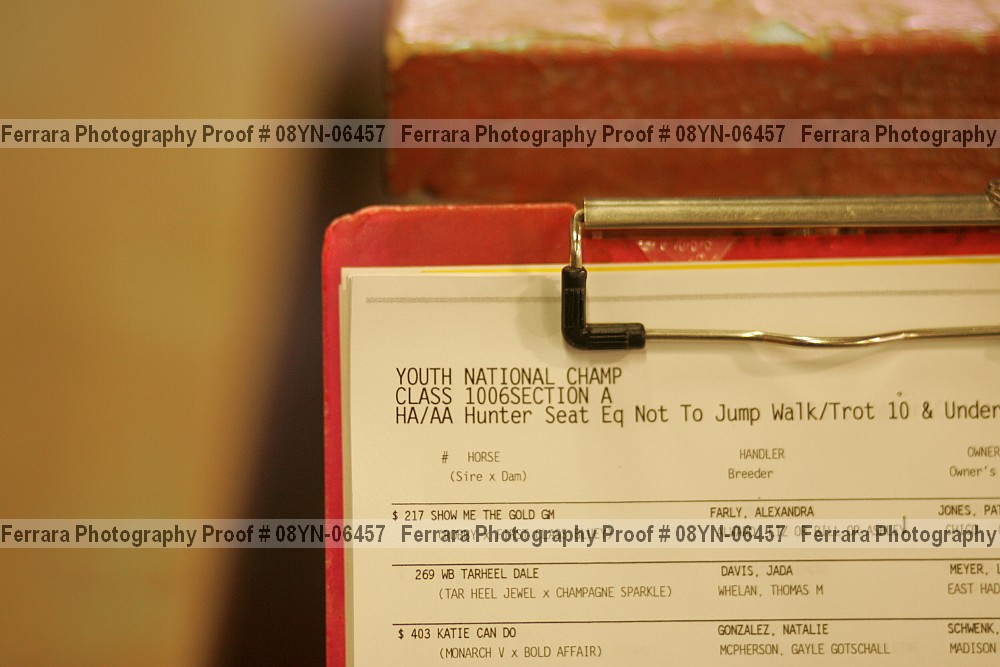 Ferrara Photography Proof # 08YN-06457 Ferrara Photography Proof # 08YN-06457 Ferrara Photography
YOUTH NATIONAL CHAMP
CLASS 1006SECTION A
HA/AA Hunter Seat Eq Not To Jump Walk/Trot 10 & Under
# HORSE HANDLER OWNER
(Sire x Dam) Breeder Owner's
$ 217 SHOW ME THE GOLD GM FARLY, ALEXANDRA JONES, PAT
Ferrara Photography Proof # 08YN-06457 Ferrara Photography Proof # 08YN-06457 Ferrara Photography
269 WB TARHEEL DALE DAVIS, JADA MEYER, L
(TAR HEEL JEWEL x CHAMPAGNE SPARKLE) WHELAN, THOMAS M EAST HAD
$ 403 KATIE CAN DO GONZALEZ, NATALIE SCHWENK,
(MONARCH V x BOLD AFFAIR) MCPHERSON, GAYLE GOTSCHALL MADISON